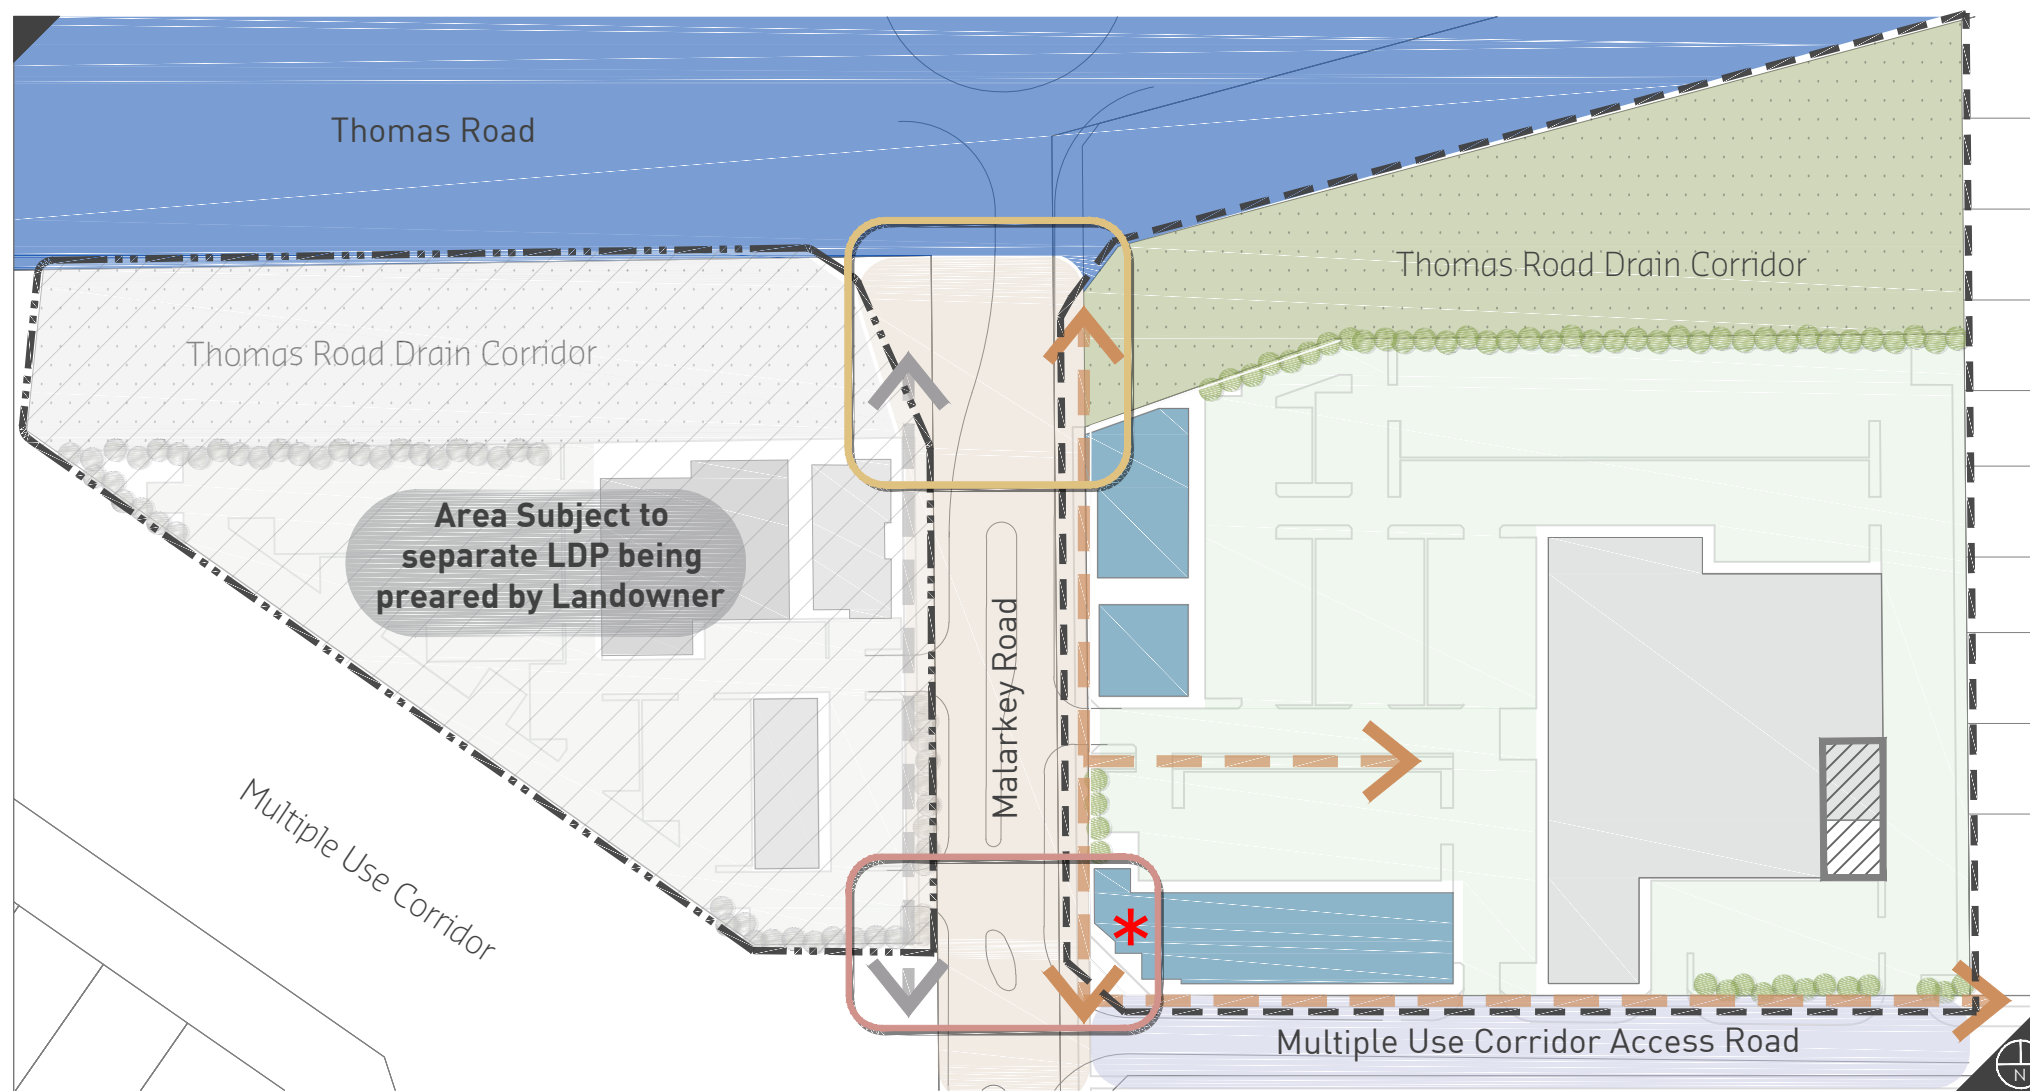 Thomas Road
Thomas Road Drain Corridor
Thomas Road Drain Corridor
Area Subject to
separate LDP being
preared by Landowner
Malarkey Road
Multiple Use Corridor
*
Multiple Use Corridor Access Road
N